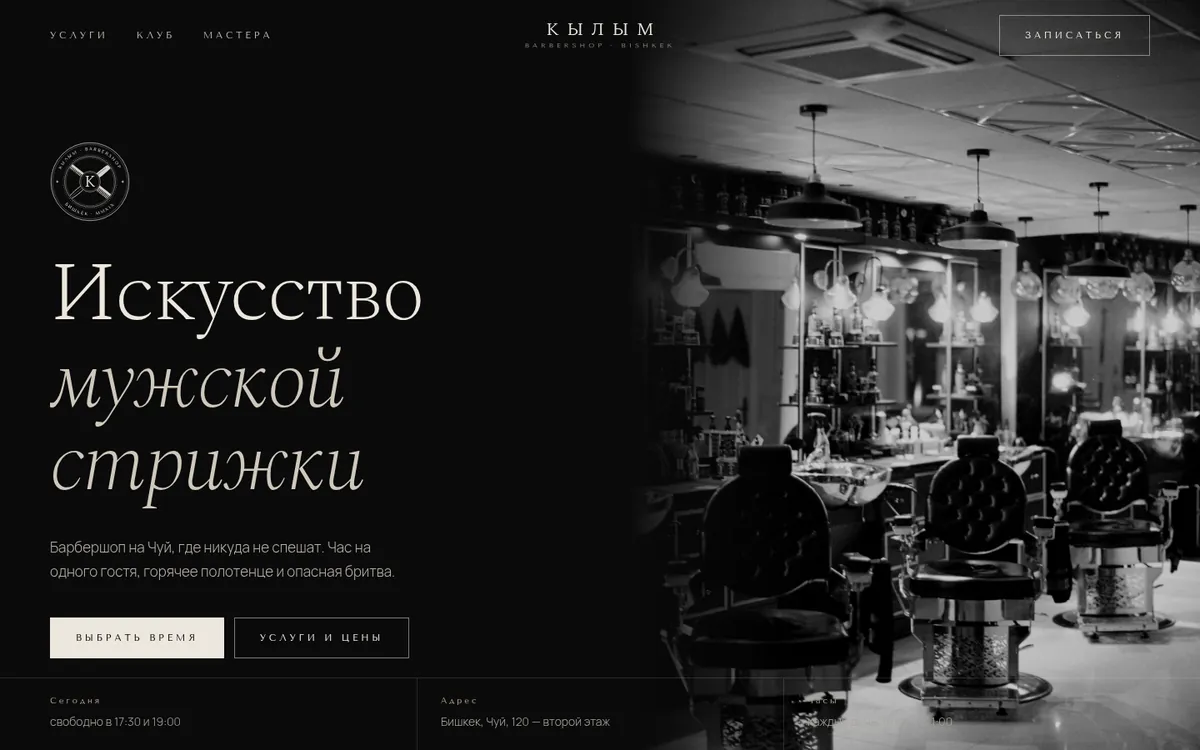 УСЛУГИ КЛУБ МАСТЕРА
КЫЛЫМ
BARBERSHOP · BISHKEK
ЗАПИСАТЬСЯ
КЫЛЫМ · BARBERSHOP
К
Искусство
мужской
стрижки
Барбершоп на Чуй, где никуда не спешат. Час на
одного гостя, горячее полотенце и опасная бритва.
ВЫБРАТЬ ВРЕМЯ
УСЛУГИ И ЦЕНЫ
Сегодня
свободно в 17:30 и 19:00
Адрес
Бишкек, Чуй, 120 — второй этаж